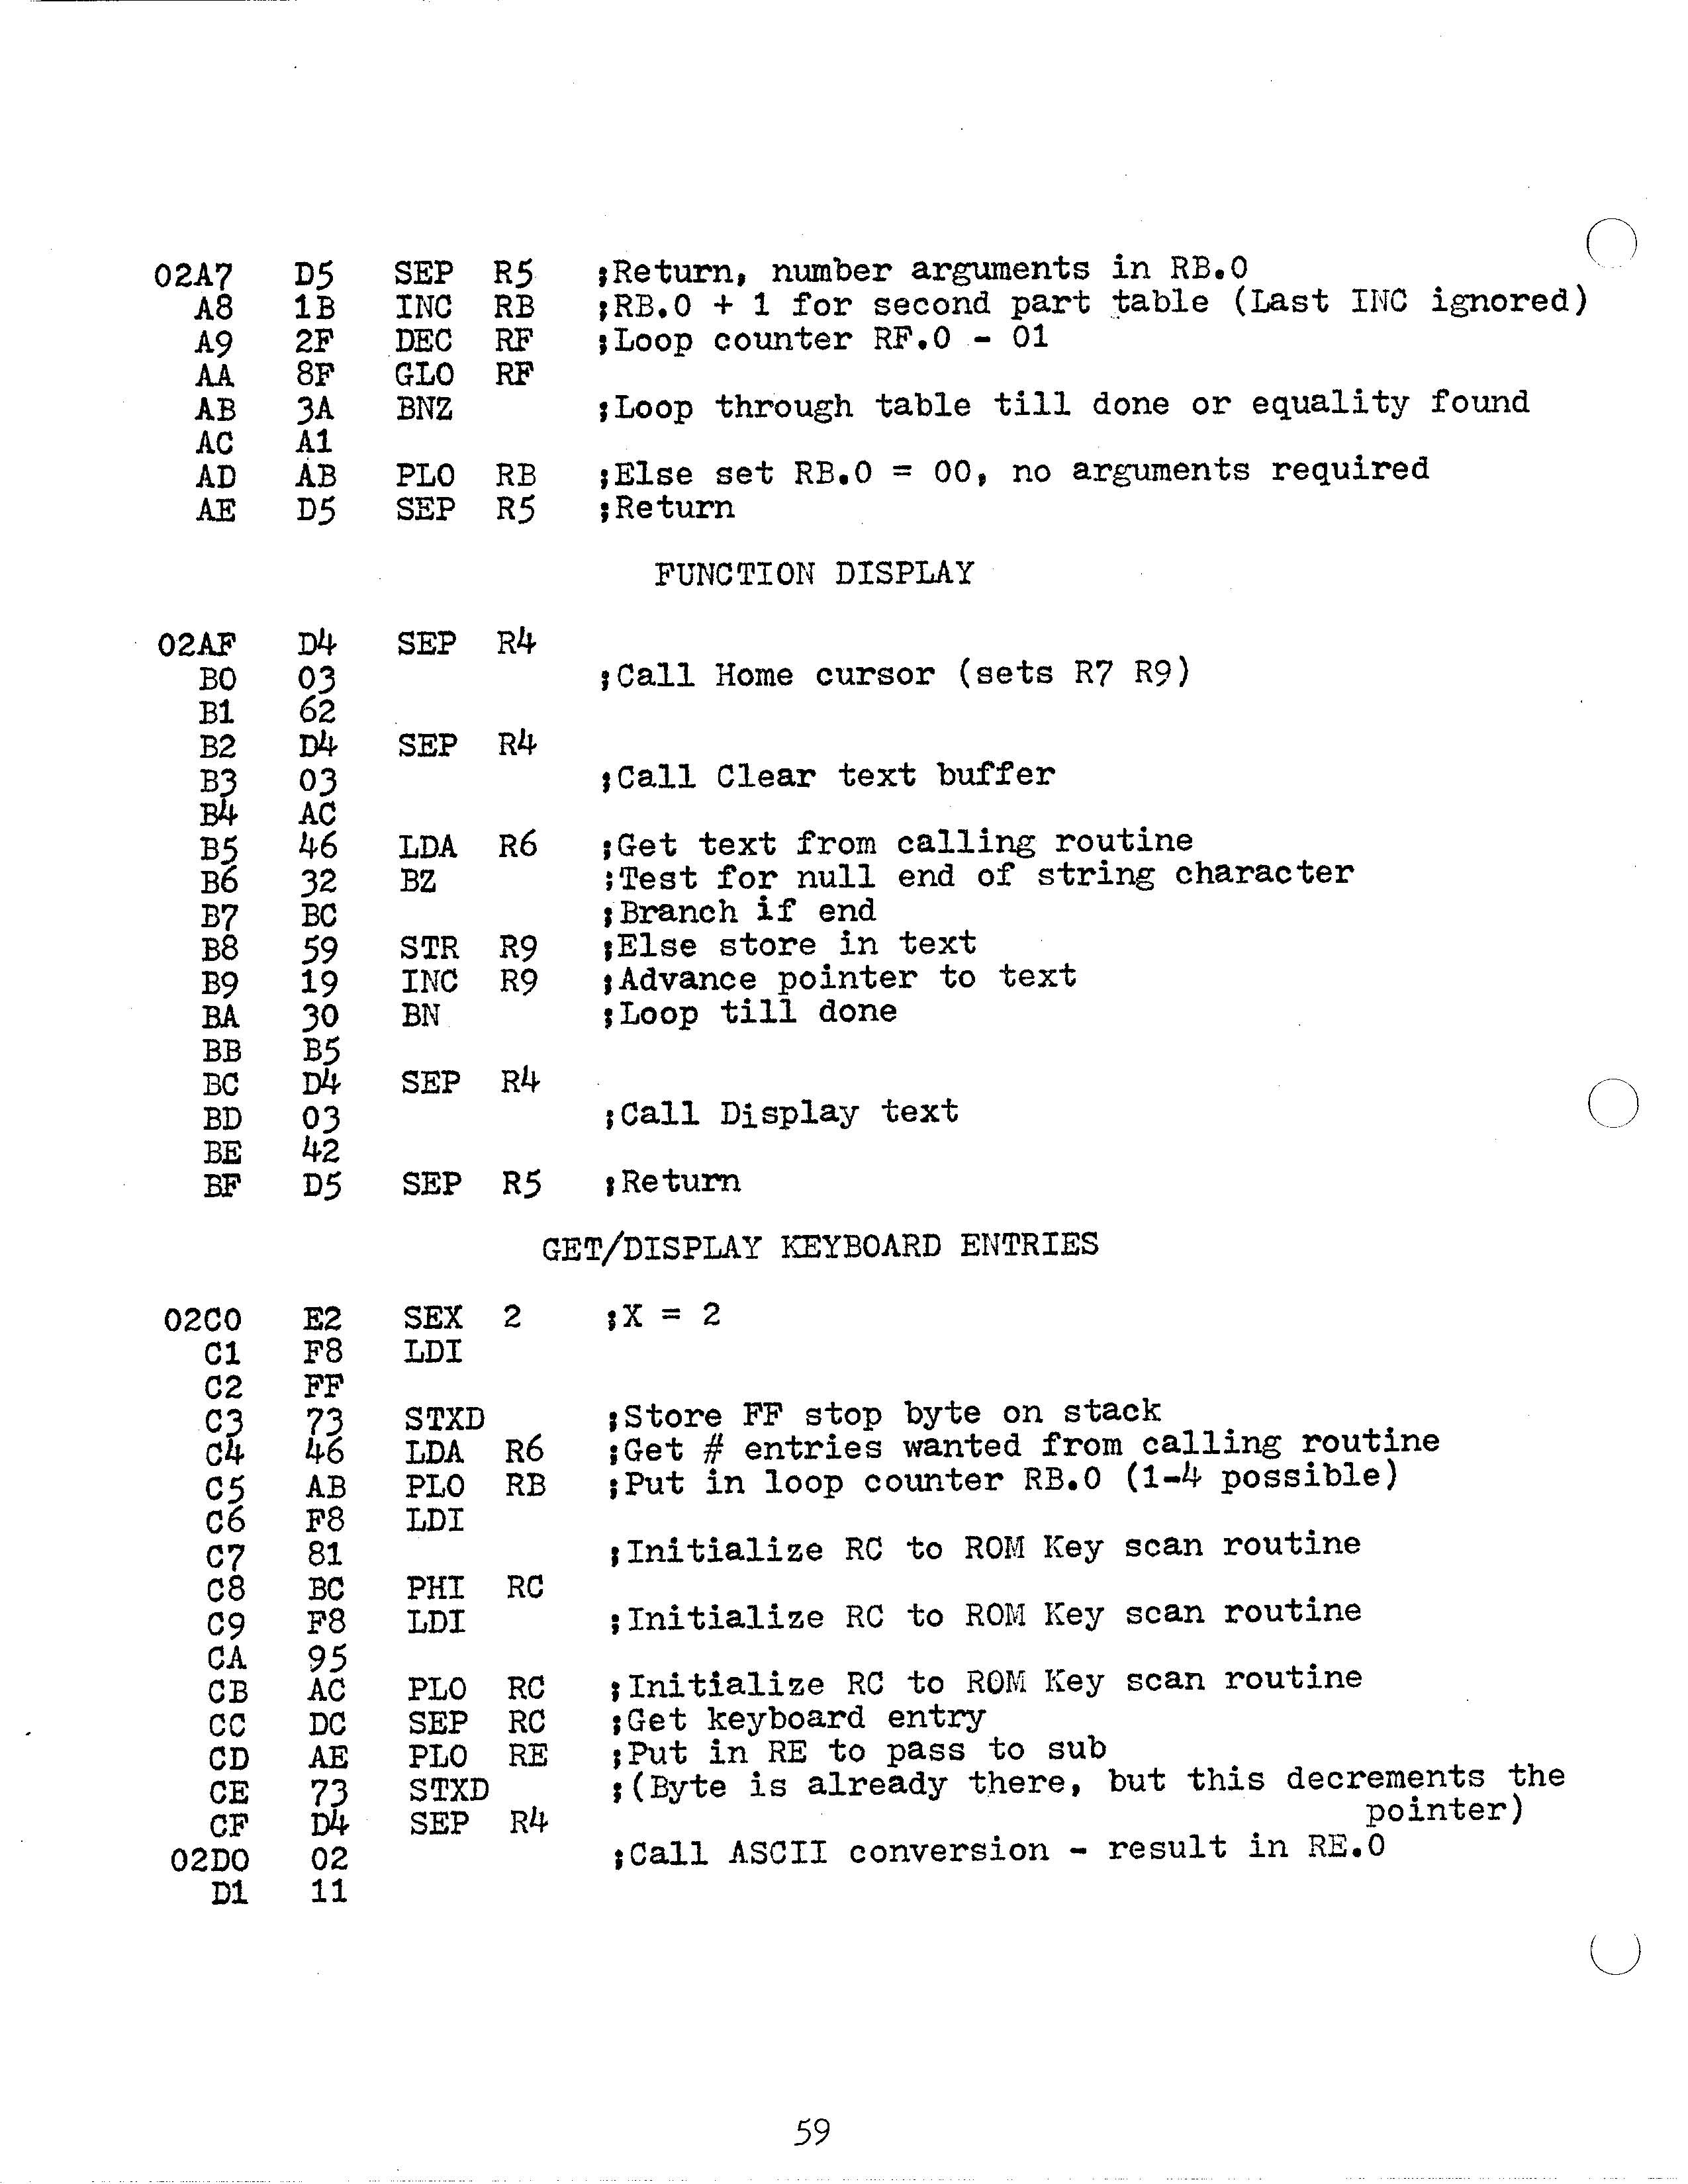 02A7 D5 SEP R5 ;Return, number arguments in RB.0
A8 1B INC RB ;RB.0 + 1 for second part table (Last INC ignored)
A9 2F DEC RF ;Loop counter RF.0 - 01
AA 8F GLO RF
AB 3A BNZ ;Loop through table till done or equality found
AC A1
AD AB PLO RB ;Else set RB.0 = 00, no arguments required
AE D5 SEP R5 ;Return
FUNCTION DISPLAY
02AF D4 SEP R4
B0 03 ;Call Home cursor (sets R7 R9)
B1 62
B2 D4 SEP R4
B3 03 ;Call Clear text buffer
B4 AC
B5 46 LDA R6 ;Get text from calling routine
B6 32 BZ ;Test for null end of string character
B7 BC ;Branch if end
B8 59 STR R9 ;Else store in text
B9 19 INC R9 ;Advance pointer to text
BA 30 BN ;Loop till done
BB B5
BC D4 SEP R4
BD 03 ;Call Display text
BE 42
BF D5 SEP R5 ;Return
GET/DISPLAY KEYBOARD ENTRIES
02C0 E2 SEX 2 ;X = 2
C1 F8 LDI
C2 FF
C3 73 STXD ;Store FF stop byte on stack
C4 46 LDA R6 ;Get # entries wanted from calling routine
C5 AB PLO RB ;Put in loop counter RB.0 (1-4 possible)
C6 F8 LDI
C7 81 ;Initialize RC to ROM Key scan routine
C8 BC PHI RC
C9 F8 LDI ;Initialize RC to ROM Key scan routine
CA 95
CB AC PLO RC ;Initialize RC to ROM Key scan routine
CC DC SEP RC ;Get keyboard entry
CD AE PLO RE ;Put in RE to pass to sub
CE 73 STXD ;(Byte is already there, but this decrements the
pointer)
CF D4 SEP R4
02D0 02 ;Call ASCII conversion - result in RE.0
D1 11
59